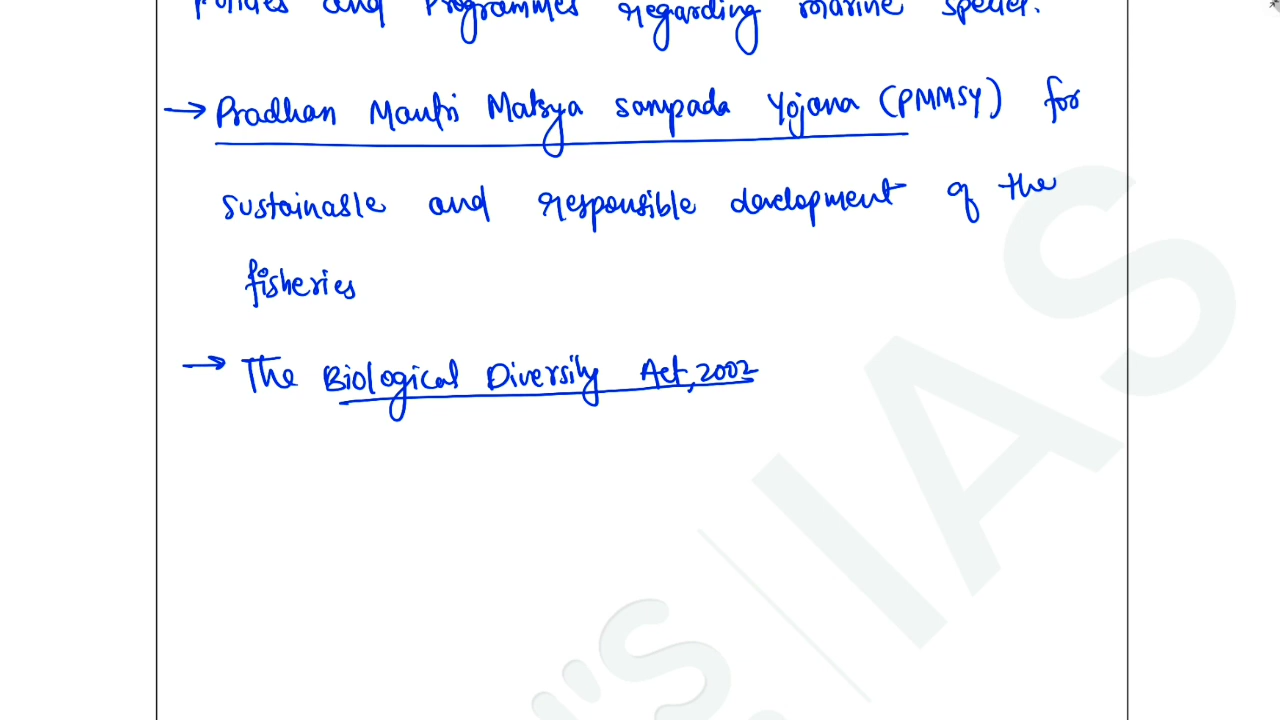 Policies and Programmes regarding marine species.
→ Pradhan Mantri Matsya Sampada Yojana (PMMSY) for
sustainable and responsible development of the
fisheries
→ The Biological Diversity Act, 2002
'S IAS